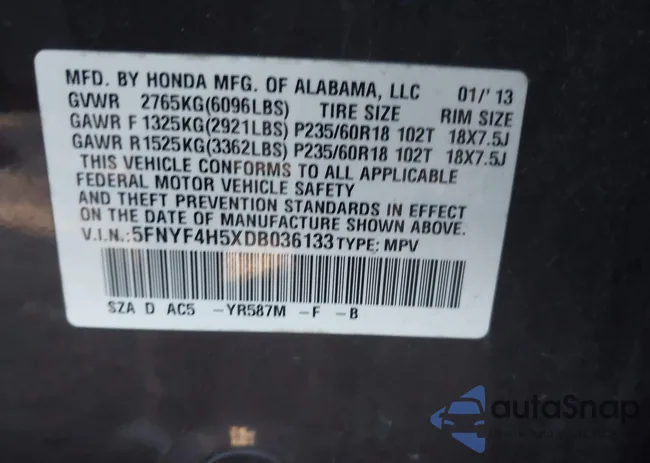 MFD. BY HONDA MFG. OF ALABAMA, LLC 01/'13
GVWR 2765KG(6096LBS) TIRE SIZE RIM SIZE
GAWR F 1325KG(2921LBS) P235/60R18 102T 18X7.5J
GAWR R1525KG(3362LBS) P235/60R18 102T 18X7.5J
THIS VEHICLE CONFORMS TO ALL APPLICABLE
FEDERAL MOTOR VEHICLE SAFETY
AND THEFT PREVENTION STANDARDS IN EFFECT
ON THE DATE OF MANUFACTURE SHOWN ABOVE.
V.I.N.:5FNYF4H5XDB036133 TYPE: MPV
SZA D AC5 -YR587M -F -B
autoSnap